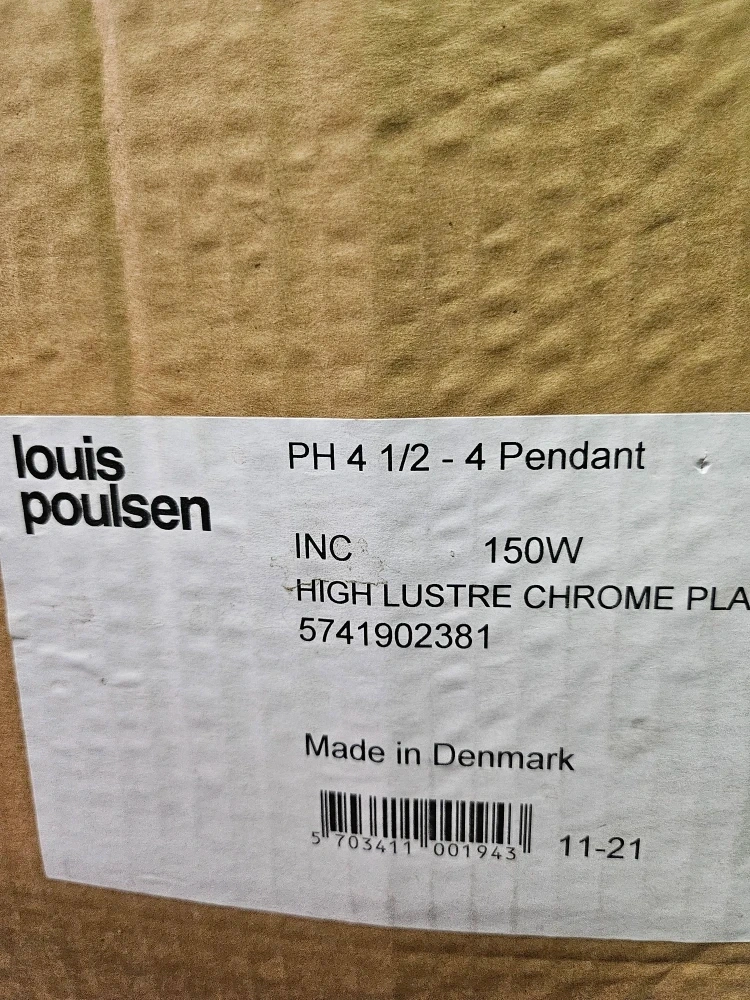 louis
poulsen
PH 4 1/2 - 4 Pendant
INC 150W
HIGH LUSTRE CHROME PLA
5741902381
Made in Denmark
5 703411 001943
11-21